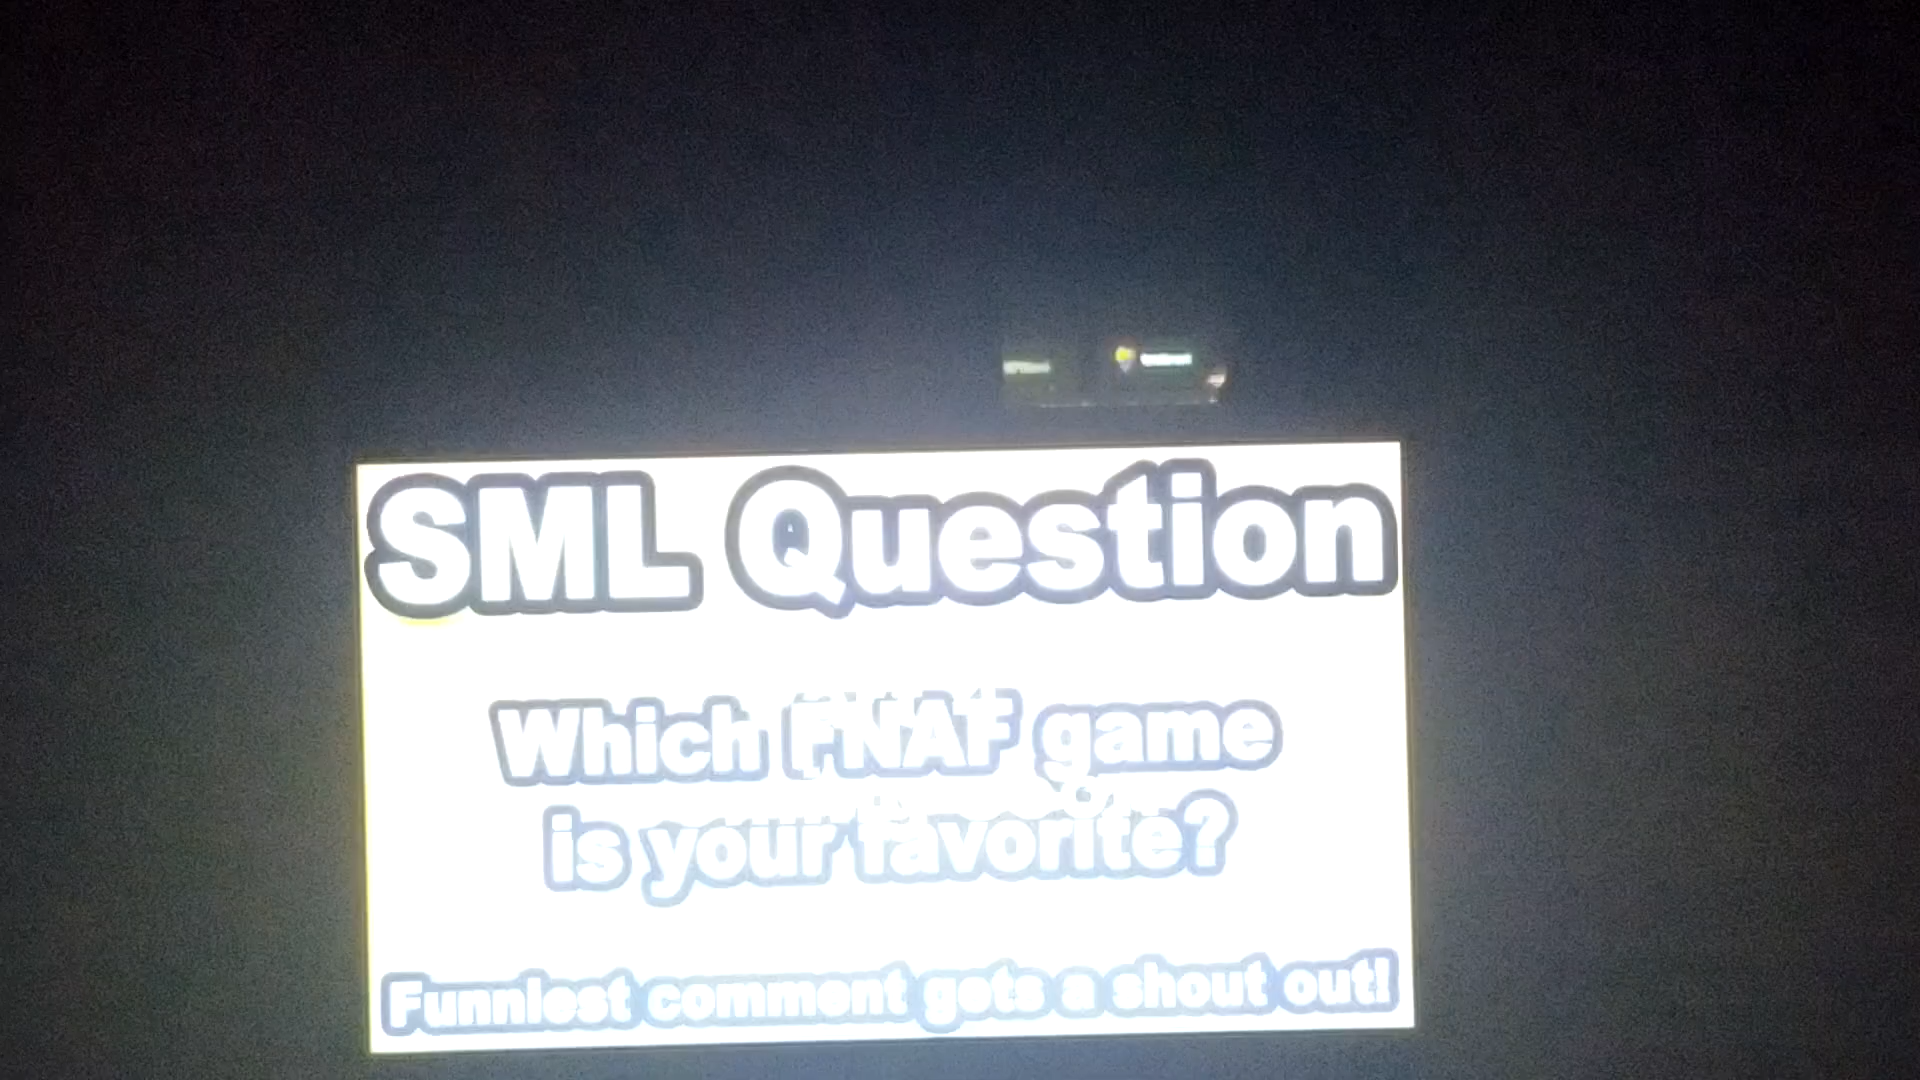 SML Question
Which FNAF game
is your favorite?
Funniest comment gets a shout out!